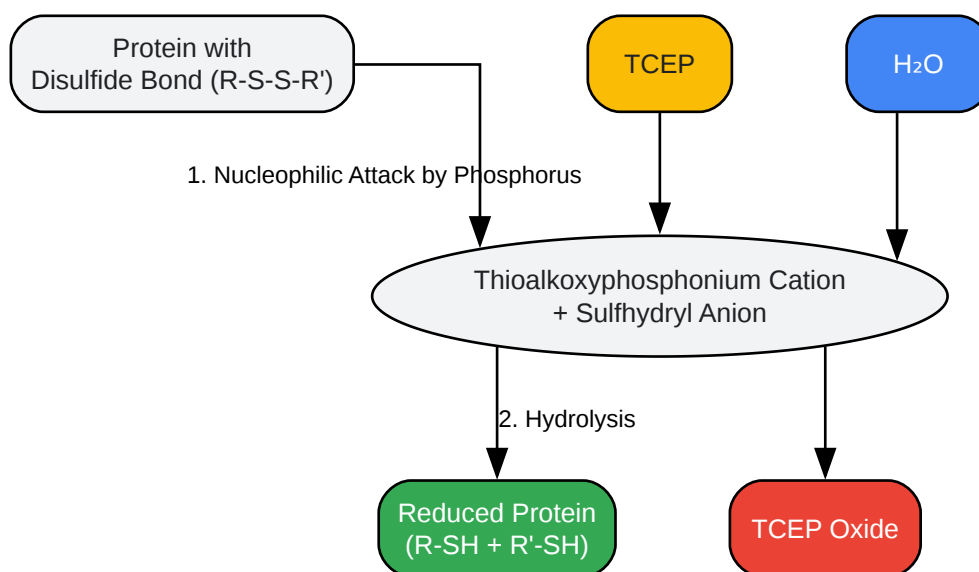 Protein with
Disulfide Bond (R-S-S-R')
TCEP
H₂O
1. Nucleophilic Attack by Phosphorus
Thioalkoxyphosphonium Cation
+ Sulfhydryl Anion
2. Hydrolysis
Reduced Protein
(R-SH + R'-SH)
TCEP Oxide